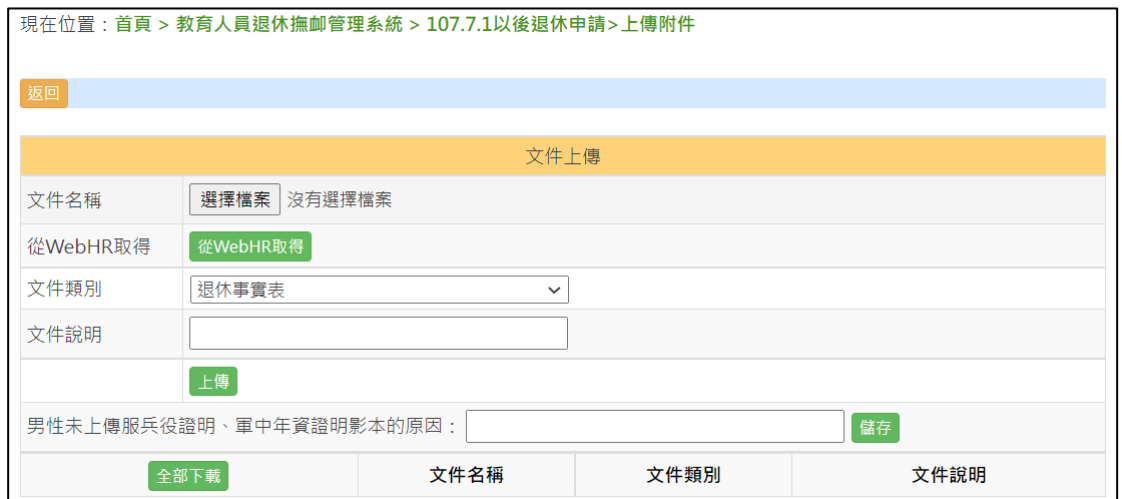 現在位置：首頁 > 教育人員退休撫卹管理系統 > 107.7.1以後退休申請>上傳附件
返回
文件上傳
文件名稱 選擇檔案 沒有選擇檔案
從WebHR取得 從WebHR取得
文件類別 退休事實表
文件說明
上傳
男性未上傳服兵役證明、軍中年資證明影本的原因： 儲存
全部下載 文件名稱 文件類別 文件說明